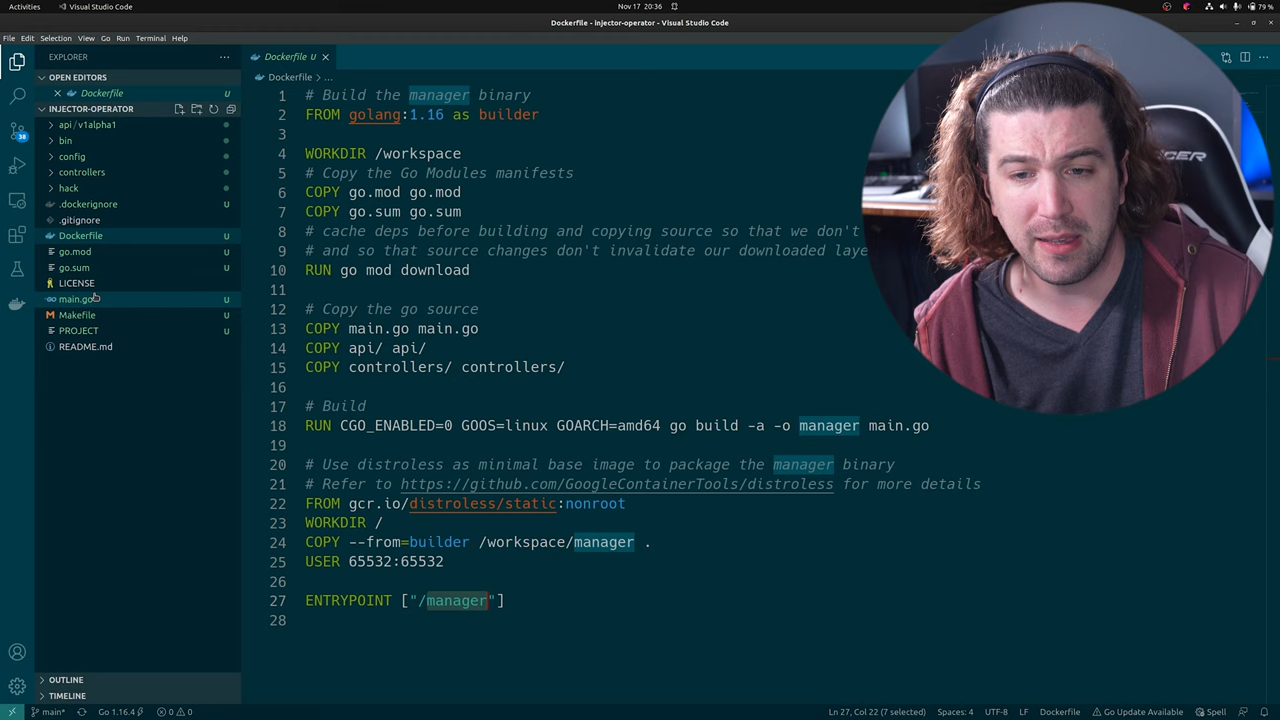 Activities
Visual Studio Code
Nov 17 20:36
79 %
Dockerfile - injector-operator - Visual Studio Code
File Edit Selection View Go Run Terminal Help
EXPLORER
OPEN EDITORS
Dockerfile U
INJECTOR-OPERATOR
api/v1alpha1
bin
config
controllers
hack
.dockerignore
.gitignore
Dockerfile U
go.mod U
go.sum U
LICENSE
main.go U
Makefile U
PROJECT U
README.md
OUTLINE
TIMELINE
38
Dockerfile U
Dockerfile > ...
1 # Build the manager binary
2 FROM golang:1.16 as builder
3
4 WORKDIR /workspace
5 # Copy the Go Modules manifests
6 COPY go.mod go.mod
7 COPY go.sum go.sum
8 # cache deps before building and copying source so that we don't
9 # and so that source changes don't invalidate our downloaded laye
10 RUN go mod download
11
12 # Copy the go source
13 COPY main.go main.go
14 COPY api/ api/
15 COPY controllers/ controllers/
16
17 # Build
18 RUN CGO_ENABLED=0 GOOS=linux GOARCH=amd64 go build -a -o manager main.go
19
20 # Use distroless as minimal base image to package the manager binary
21 # Refer to https://github.com/GoogleContainerTools/distroless for more details
22 FROM gcr.io/distroless/static:nonroot
23 WORKDIR /
24 COPY --from=builder /workspace/manager .
25 USER 65532:65532
26
27 ENTRYPOINT ["/manager"]
28
main*
Go 1.16.4
0 0
Ln 27, Col 22 (7 selected)
Spaces: 4
UTF-8
LF
Dockerfile
Go Update Available
Spell